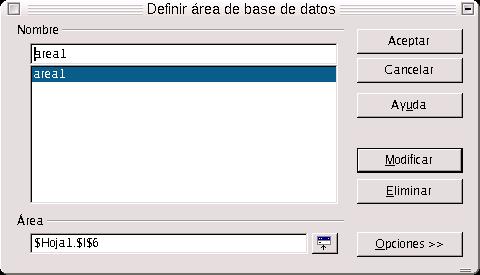 Definir área de base de datos
Nombre
area1
area1
Aceptar
Cancelar
Ayuda
Modificar
Eliminar
Área
$Hoja1.$I$6
Opciones >>